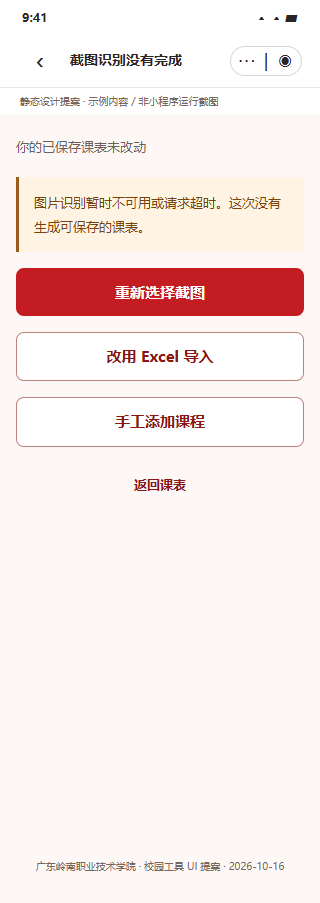 9:41
截图识别没有完成
静态设计提案 · 示例内容 / 非小程序运行截图
你的已保存课表未改动
图片识别暂时不可用或请求超时。这次没有
生成可保存的课表。
重新选择截图
改用 Excel 导入
手工添加课程
返回课表
广东岭南职业技术学院 · 校园工具 UI 提案 · 2026-10-16